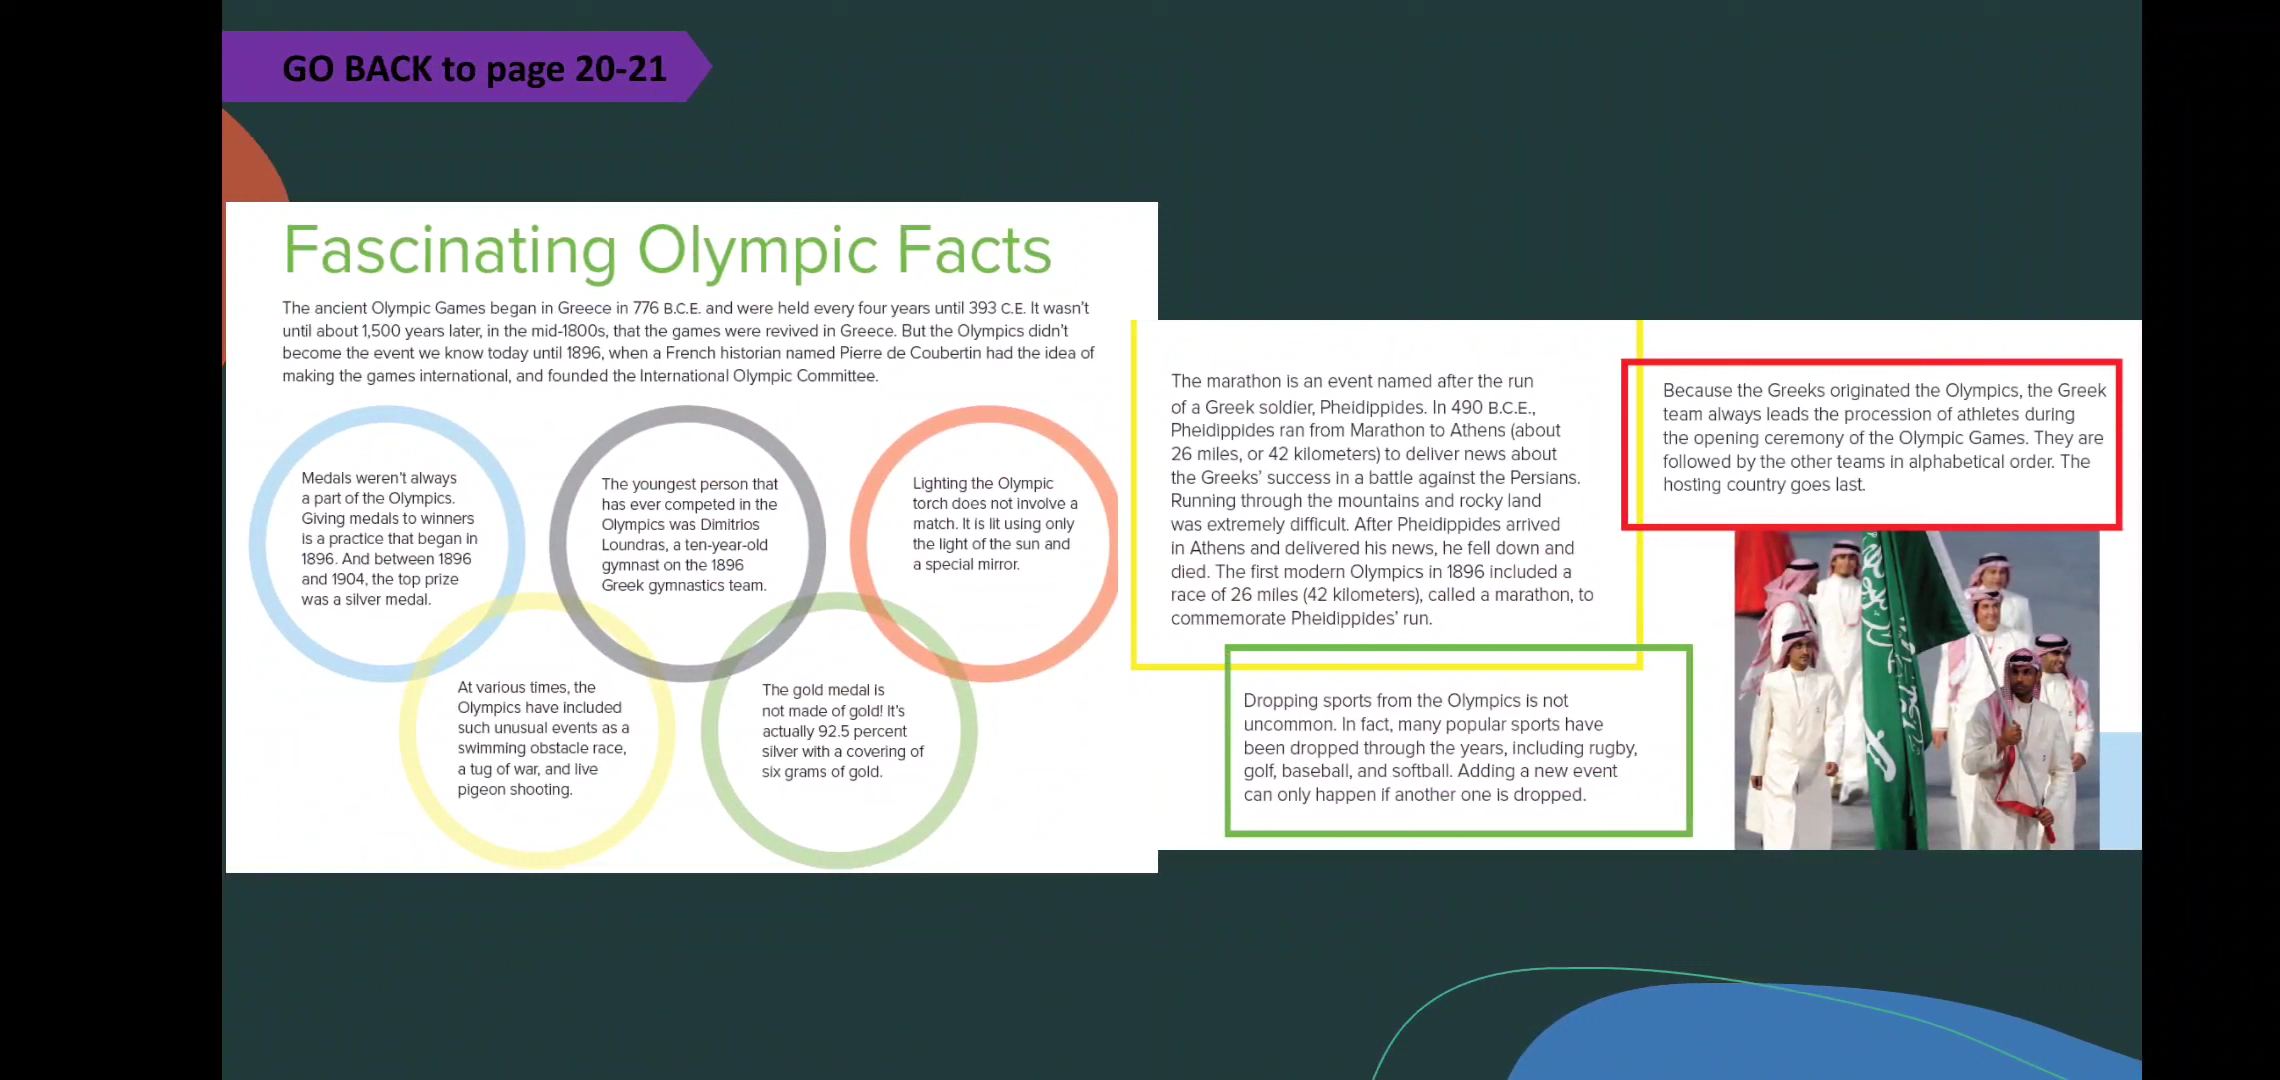 GO BACK to page 20-21
Fascinating Olympic Facts
The ancient Olympic Games began in Greece in 776 B.C.E. and were held every four years until 393 C.E. It wasn't
until about 1,500 years later, in the mid-1800s, that the games were revived in Greece. But the Olympics didn't
become the event we know today until 1896, when a French historian named Pierre de Coubertin had the idea of
making the games international, and founded the International Olympic Committee.
Medals weren't always
a part of the Olympics.
Giving medals to winners
is a practice that began in
1896. And between 1896
and 1904, the top prize
was a silver medal.
The youngest person that
has ever competed in the
Olympics was Dimitrios
Loundras, a ten-year-old
gymnast on the 1896
Greek gymnastics team.
Lighting the Olympic
torch does not involve a
match. It is lit using only
the light of the sun and
a special mirror.
At various times, the
Olympics have included
such unusual events as a
swimming obstacle race,
a tug of war, and live
pigeon shooting.
The gold medal is
not made of gold! It's
actually 92.5 percent
silver with a covering of
six grams of gold.
The marathon is an event named after the run
of a Greek soldier, Pheidippides. In 490 B.C.E.,
Pheidippides ran from Marathon to Athens (about
26 miles, or 42 kilometers) to deliver news about
the Greeks' success in a battle against the Persians.
Running through the mountains and rocky land
was extremely difficult. After Pheidippides arrived
in Athens and delivered his news, he fell down and
died. The first modern Olympics in 1896 included a
race of 26 miles (42 kilometers), called a marathon, to
commemorate Pheidippides' run.
Dropping sports from the Olympics is not
uncommon. In fact, many popular sports have
been dropped through the years, including rugby,
golf, baseball, and softball. Adding a new event
can only happen if another one is dropped.
Because the Greeks originated the Olympics, the Greek
team always leads the procession of athletes during
the opening ceremony of the Olympic Games. They are
followed by the other teams in alphabetical order. The
hosting country goes last.